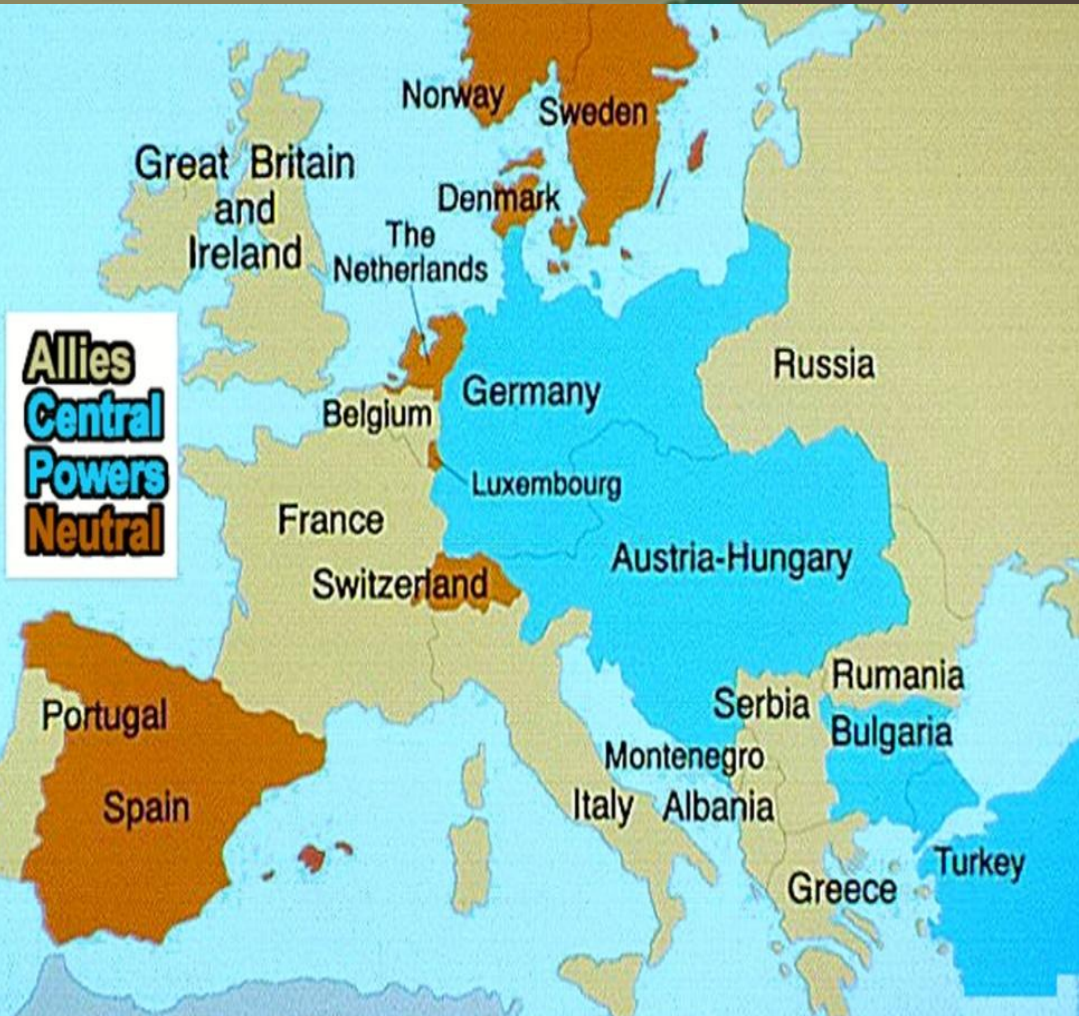 Norway
Sweden
Great Britain
and
Ireland
Denmark
The
Netherlands
Allies
Central
Powers
Neutral
Belgium
Germany
Russia
Luxembourg
France
Austria-Hungary
Switzerland
Portugal
Spain
Rumania
Serbia
Bulgaria
Montenegro
Italy
Albania
Turkey
Greece